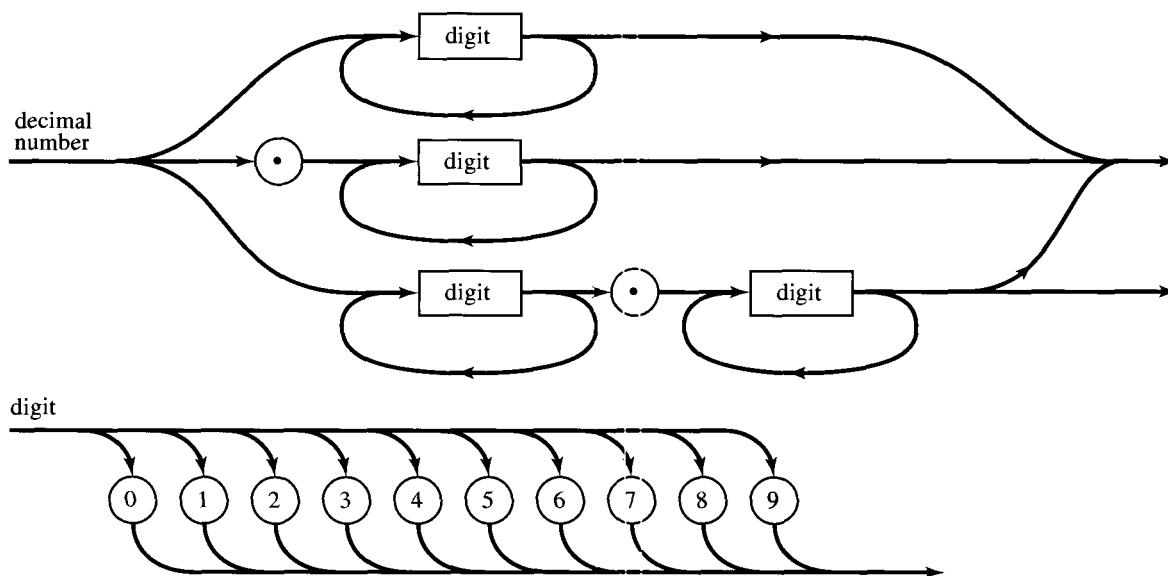 digit
decimal
number
• digit
digit • digit
digit
0 1 2 3 4 5 6 7 8 9